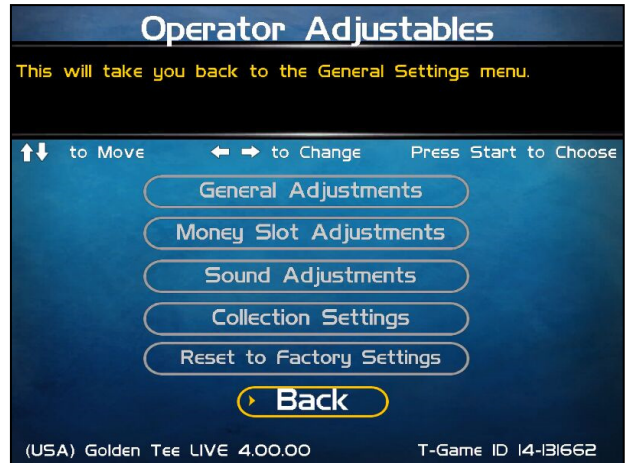 Operator Adjustables
This will take you back to the General Settings menu.
to Move to Change Press Start to Choose
General Adjustments
Money Slot Adjustments
Sound Adjustments
Collection Settings
Reset to Factory Settings
Back
(USA) Golden Tee LIVE 4.00.00 T-Game ID 14-131662